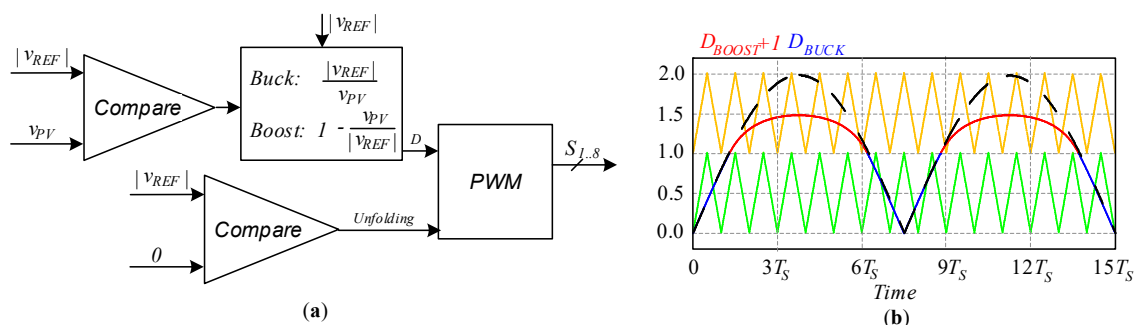 |v_REF|
|v_REF|
v_PV
Compare
Buck: |v_REF| / v_PV
Boost: 1 - v_PV / |v_REF|
D
|v_REF|
0
Compare
Unfolding
PWM
S_1..8
(a)
D_BOOST+1 D_BUCK
2.0
1.5
1.0
0.5
0.0
0 3T_S 6T_S 9T_S 12T_S 15T_S
Time
(b)